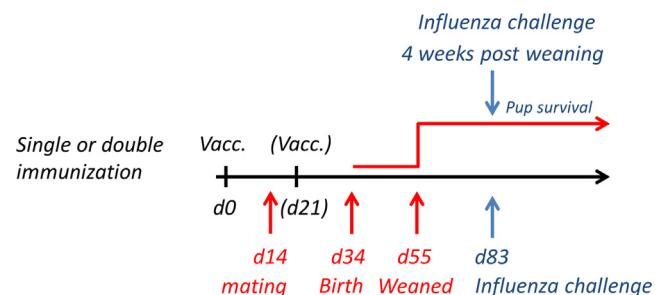 Influenza challenge
4 weeks post weaning
Pup survival
Single or double
immunization
Vacc. (Vacc.)
d0 (d21)
d14 d34 d55 d83
mating Birth Weaned Influenza challenge